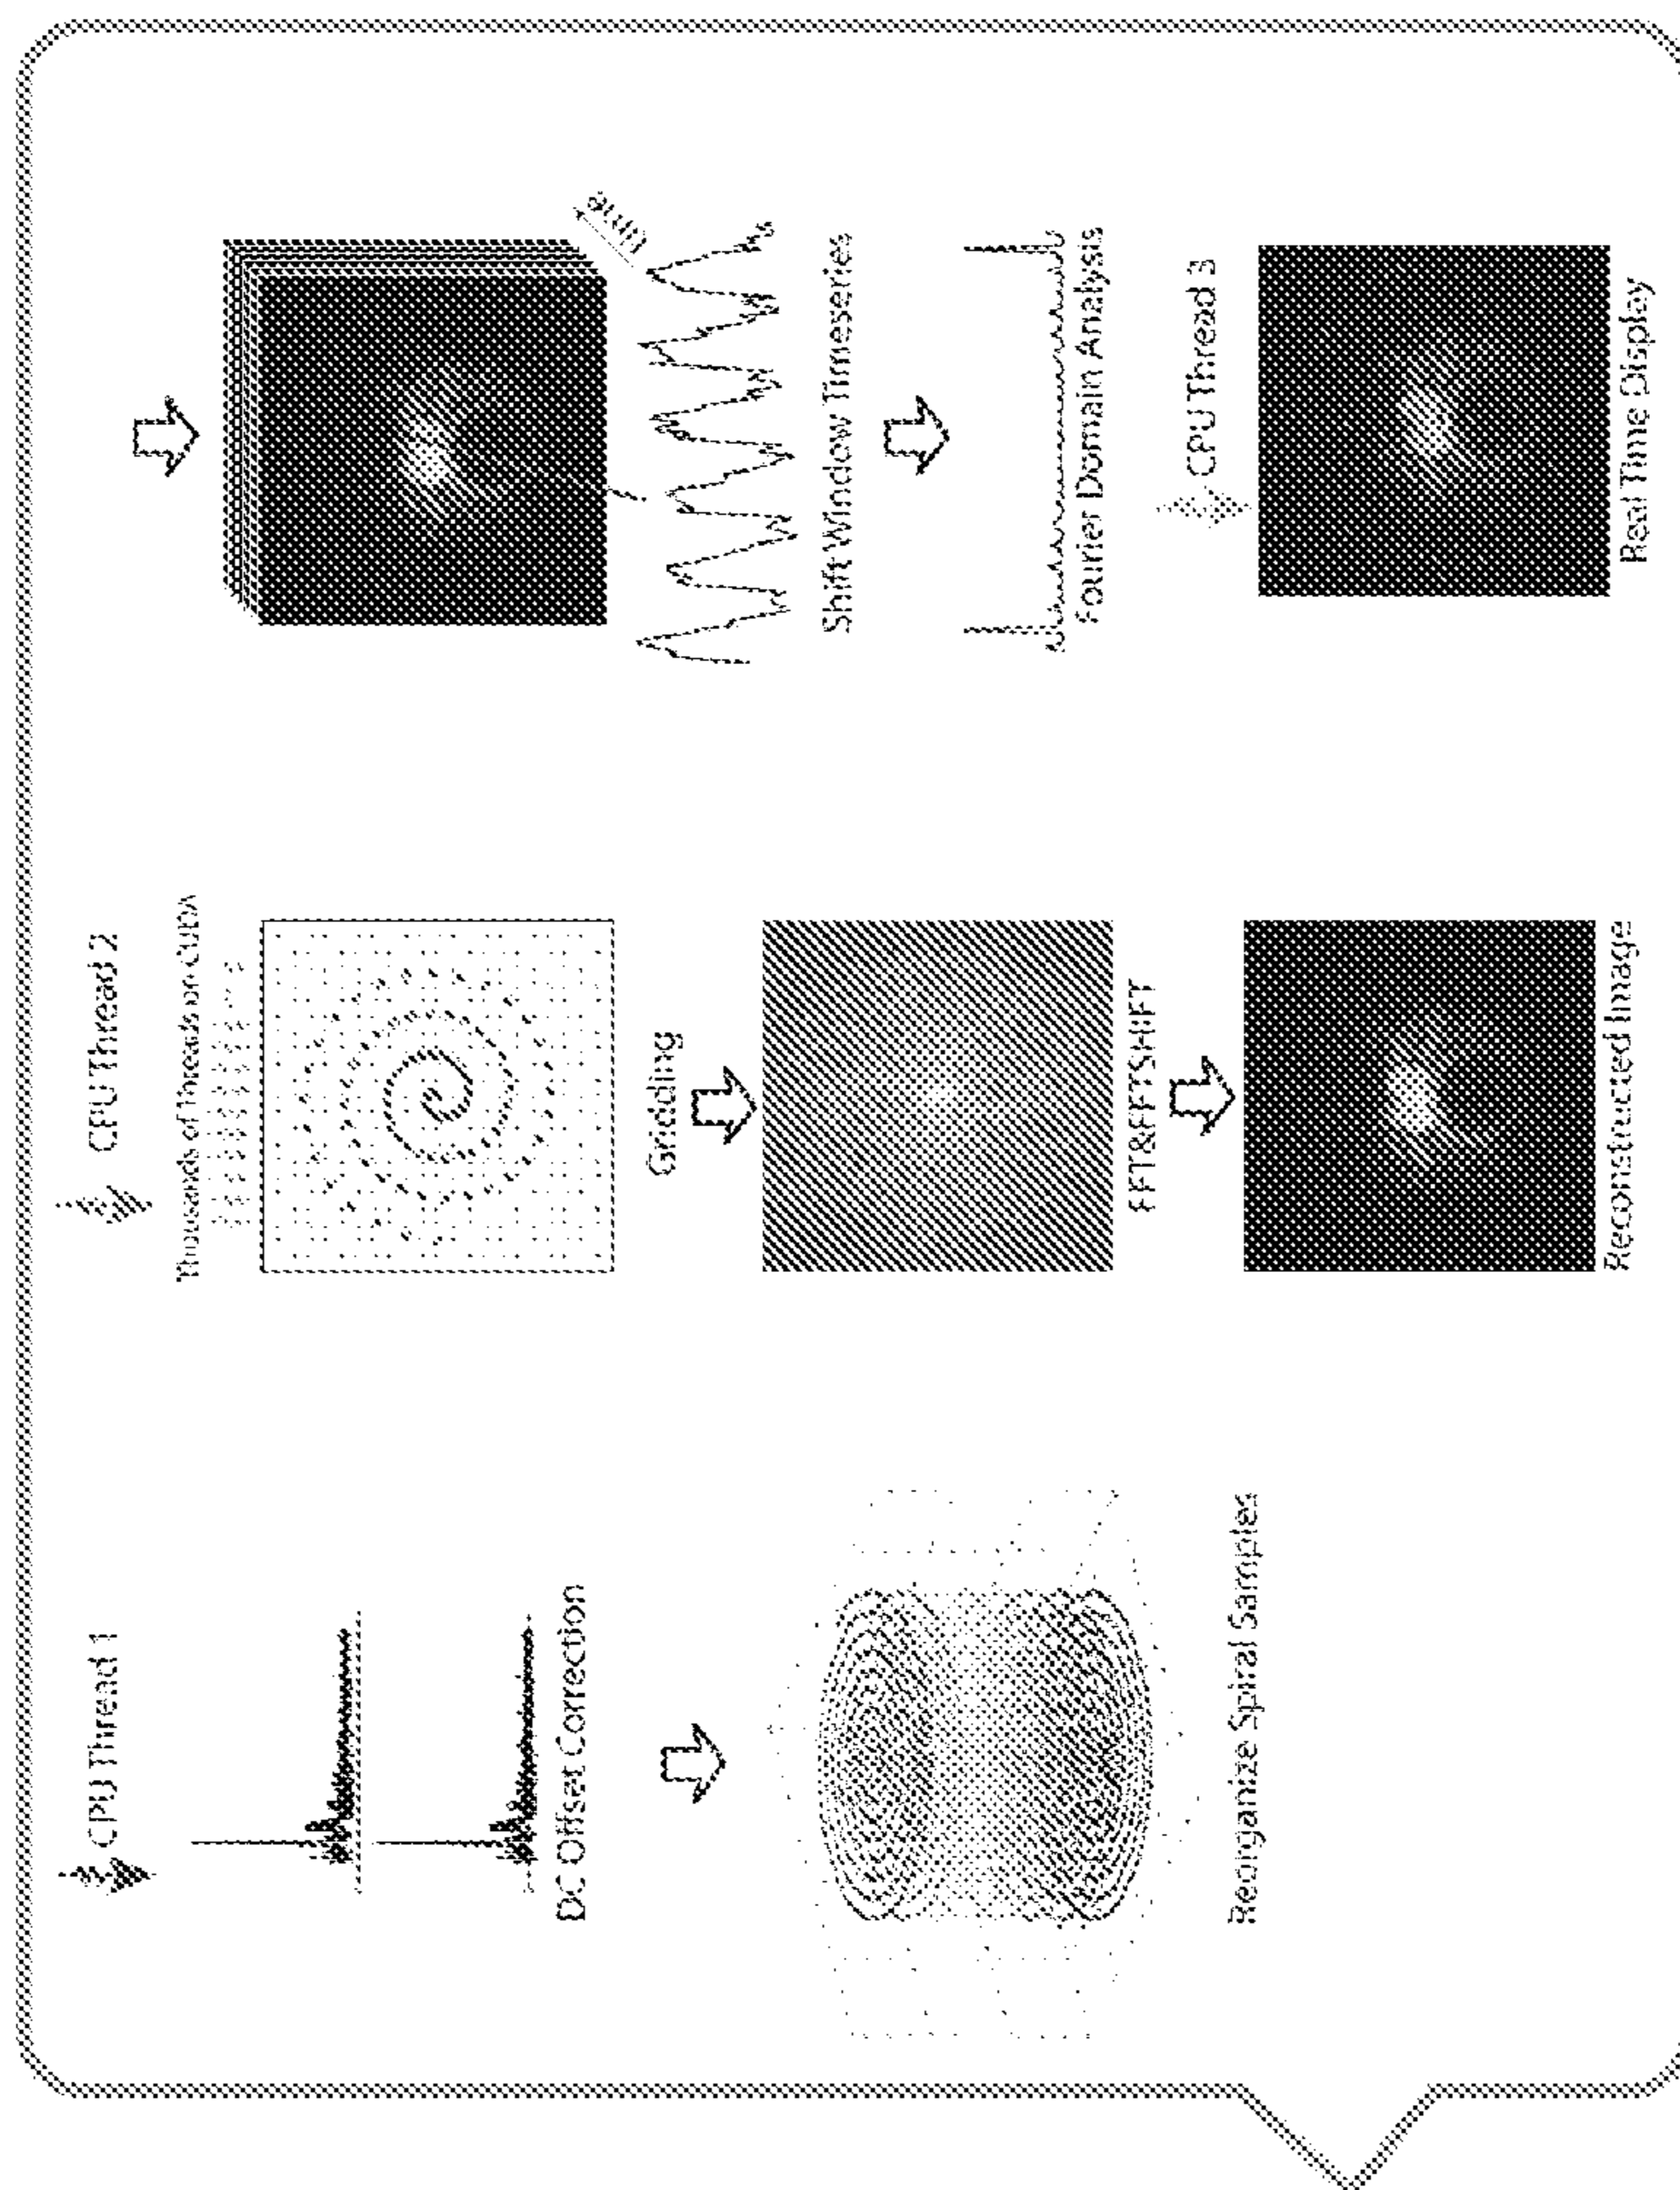 CPU Thread 1
DC Offset Correction
Reorganize Spiral Samples
CPU Thread 2
Thousands of Threads on CUDA
Gridding
FFT&FFTSHIFT
Reconstructed Image
time
Shift Window Timeseries
Fourier Domain Analysis
CPU Thread 3
Real Time Display